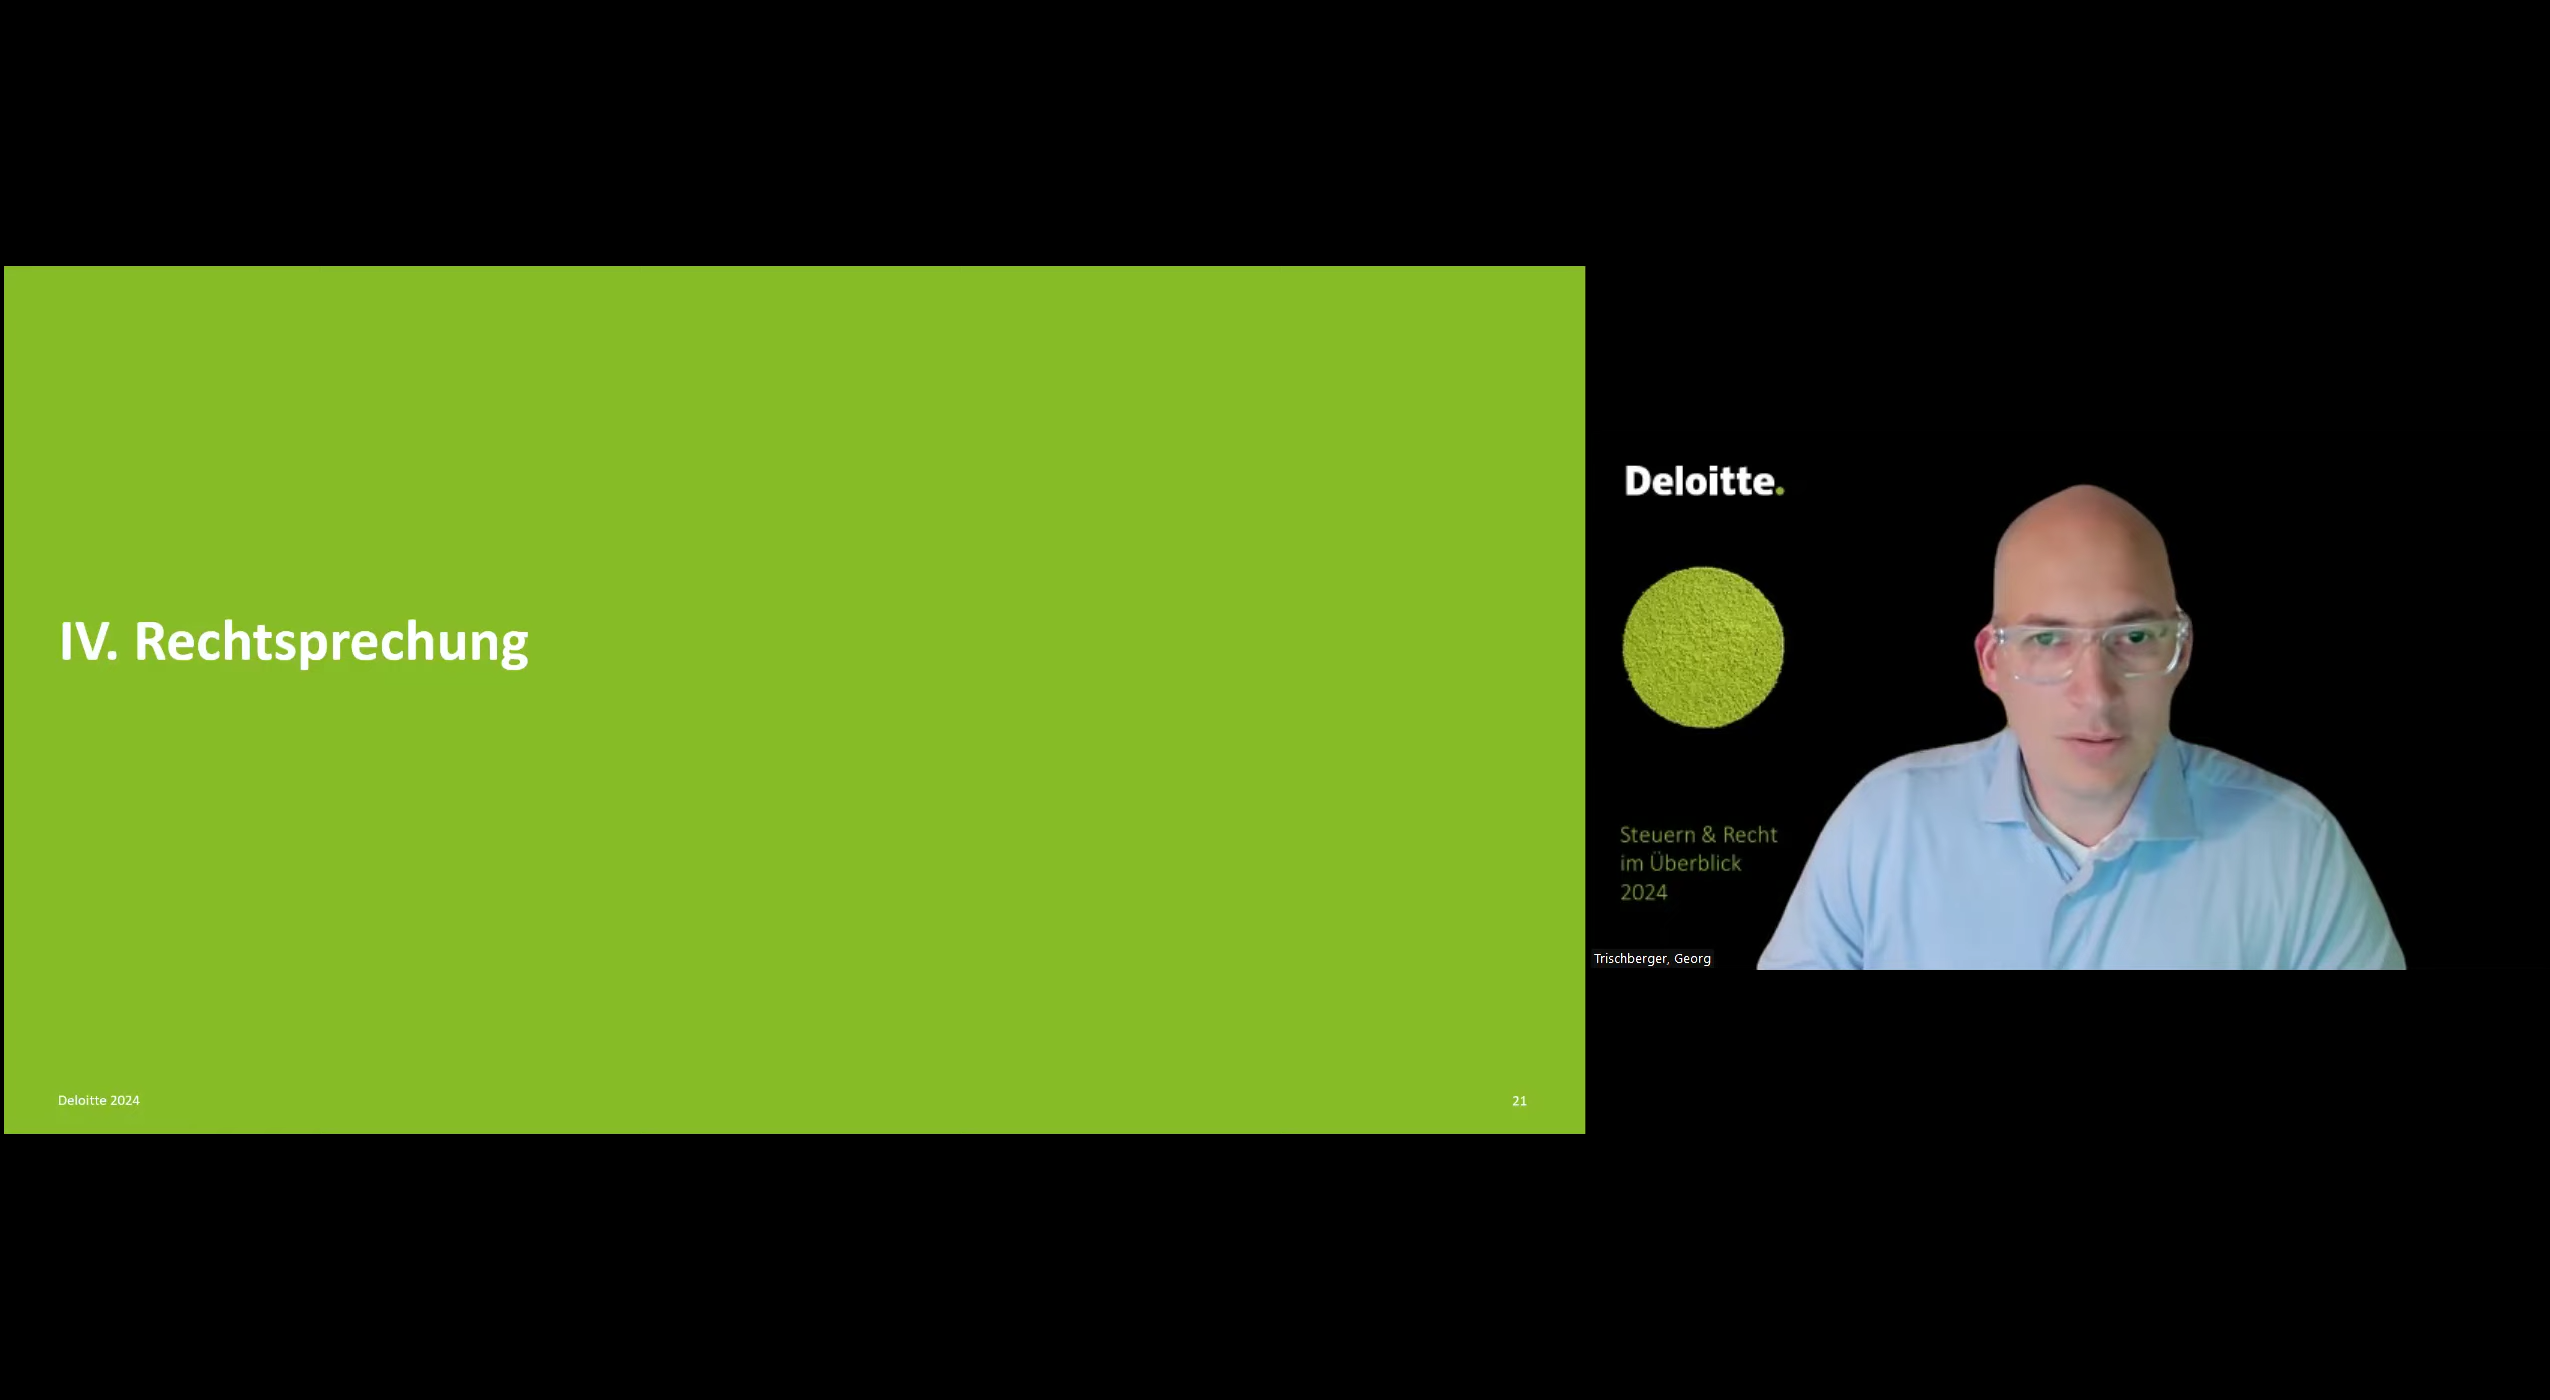 IV. Rechtsprechung
Deloitte 2024
21
Deloitte.
Steuern & Recht
im Überblick
2024
Trischberger, Georg